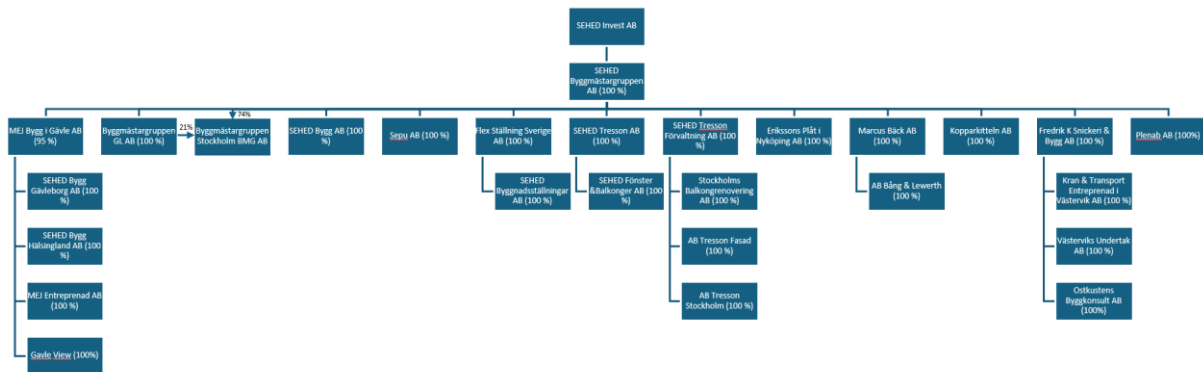 SEHED Invest AB
SEHED
Byggmästargruppen
AB (100 %)
MEJ Bygg i Gävle AB
(95 %)
Byggmästargruppen
GL AB (100 %)
21%
74%
Byggmästargruppen
Stockholm BMG AB
SEHED Bygg AB (100
%)
Sepu AB (100 %)
Flex Ställning Sverige
AB (100 %)
SEHED Tresson AB
(100 %)
SEHED Tresson
Förvaltning AB (100
%)
Erikssons Plåt i
Nyköping AB (100 %)
Marcus Bäck AB
(100 %)
Kopparkitteln AB
(100 %)
Fredrik K Snickeri &
Bygg AB (100 %)
Plenab AB (100%)
SEHED Bygg
Gävleborg AB (100
%)
SEHED
Byggnadsställningar
AB (100 %)
SEHED Fönster
&Balkonger AB (100
%)
Stockholms
Balkongrenovering
AB (100 %)
AB Bång & Lewerth
(100 %)
Kran & Transport
Entreprenad i
Västervik AB (100 %)
SEHED Bygg
Hälsingland AB (100
%)
AB Tresson Fasad
(100 %)
Västerviks Undertak
AB (100 %)
MEJ Entreprenad AB
(100 %)
AB Tresson
Stockholm (100 %)
Ostkustens
Byggkonsult AB
(100%)
Gavle View (100%)